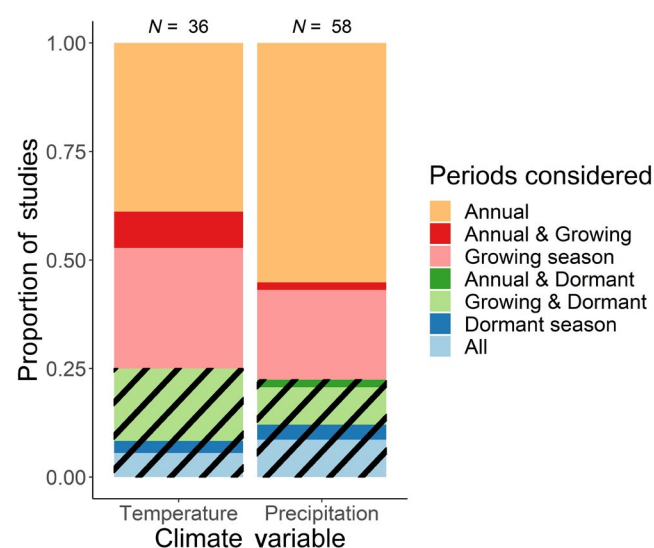 N = 36 N = 58
1.00
0.75
0.50
0.25
0.00
Proportion of studies
Temperature Precipitation
Climate variable
Periods considered
Annual
Annual & Growing
Growing season
Annual & Dormant
Growing & Dormant
Dormant season
All